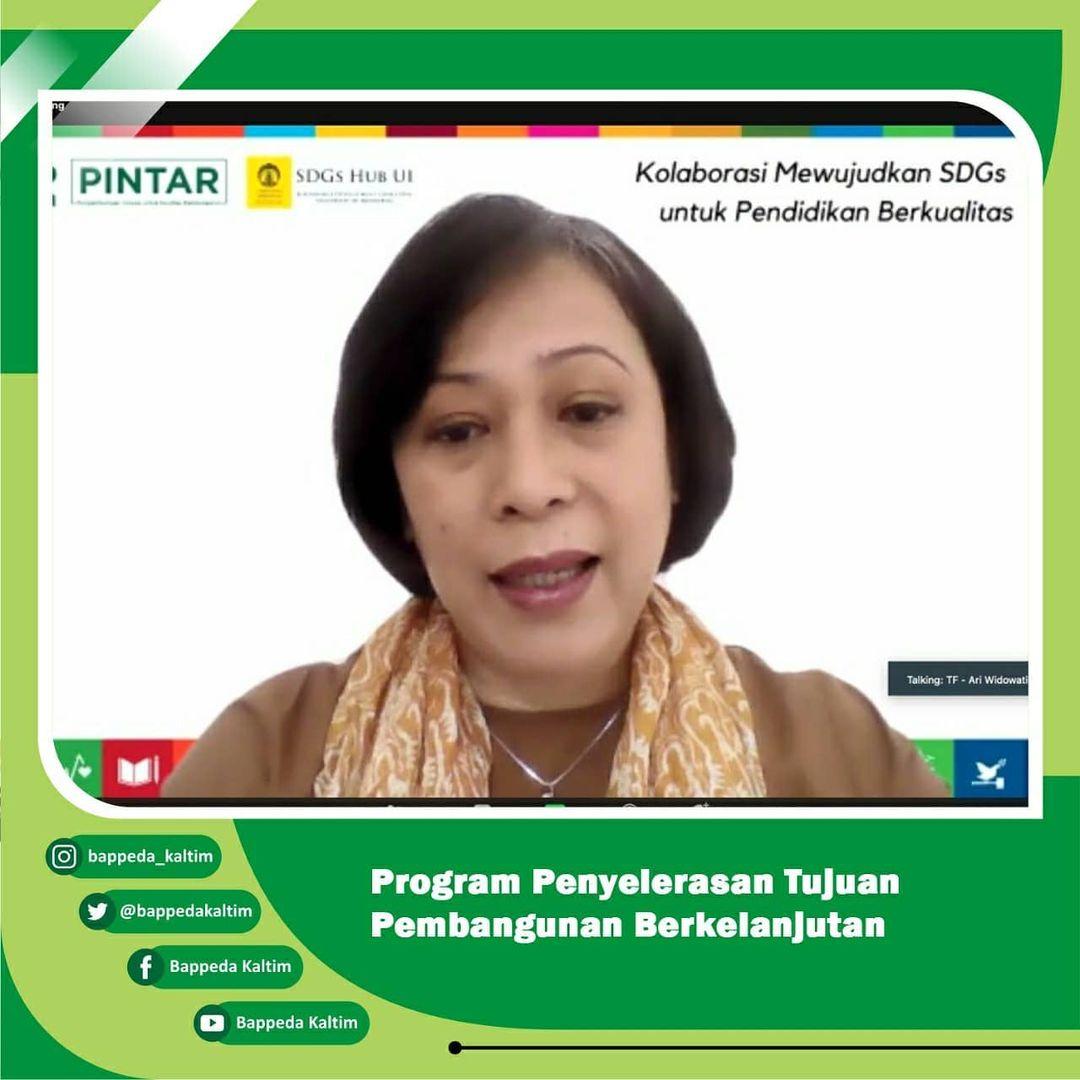 ng
PINTAR
SDGs HUB UI
Kolaborasi Mewujudkan SDGs
untuk Pendidikan Berkualitas
Talking: TF - Ari Widowati
bappeda_kaltim
@bappedakaltim
Bappeda Kaltim
Bappeda Kaltim
Program Penyelerasan Tujuan
Pembangunan Berkelanjutan